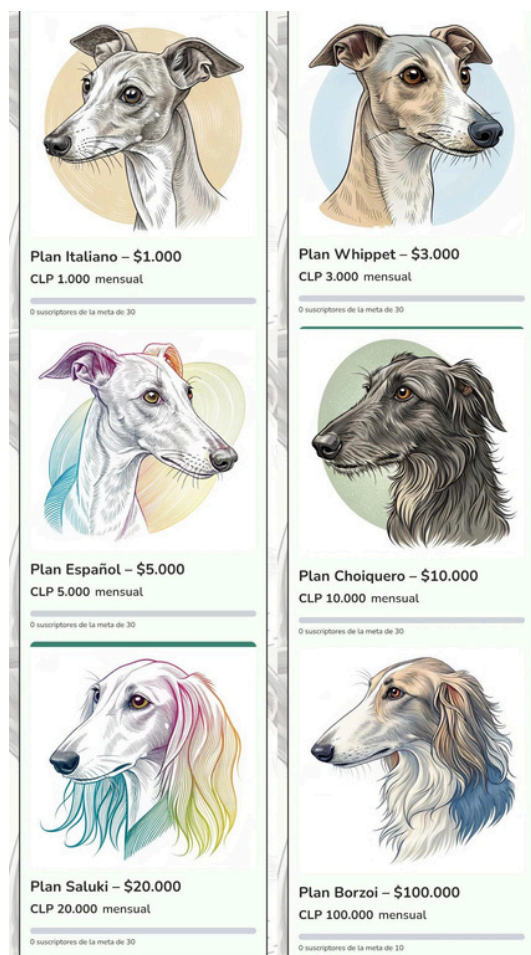 Plan Italiano – $1.000
CLP 1.000 mensual
0 suscriptores de la meta de 30
Plan Whippet – $3.000
CLP 3.000 mensual
0 suscriptores de la meta de 30
Plan Español – $5.000
CLP 5.000 mensual
0 suscriptores de la meta de 30
Plan Choiquero – $10.000
CLP 10.000 mensual
0 suscriptores de la meta de 30
Plan Saluki – $20.000
CLP 20.000 mensual
0 suscriptores de la meta de 30
Plan Borzoi – $100.000
CLP 100.000 mensual
0 suscriptores de la meta de 10